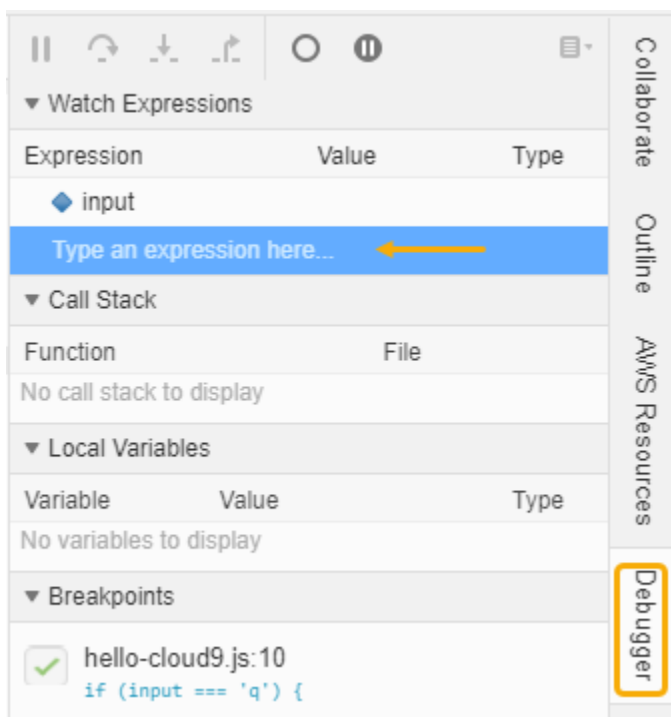 Watch Expressions
Expression Value Type
input
Type an expression here...
Call Stack
Function File
No call stack to display
Local Variables
Variable Value Type
No variables to display
Breakpoints
hello-cloud9.js:10
if (input === 'q') {
Collaborate
Outline
AWS Resources
Debugger